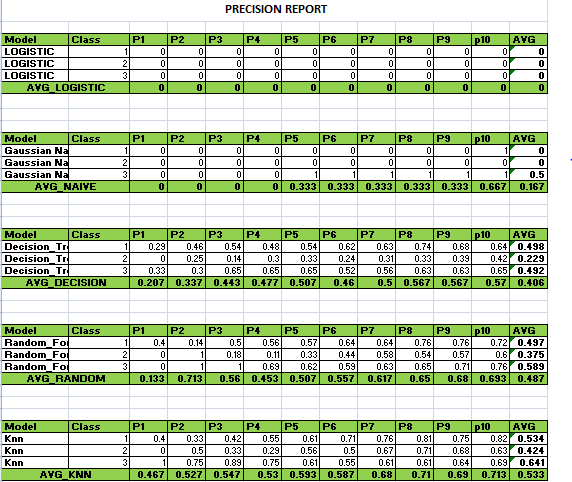 PRECISION REPORT
Model Class P1 P2 P3 P4 P5 P6 P7 P8 P9 p10 AVG
LOGISTIC 1 0 0 0 0 0 0 0 0 0 0 0
LOGISTIC 2 0 0 0 0 0 0 0 0 0 0 0
LOGISTIC 3 0 0 0 0 0 0 0 0 0 0 0
AVG_LOGISTIC 0 0 0 0 0 0 0 0 0 0 0
Model Class P1 P2 P3 P4 P5 P6 P7 P8 P9 p10 AVG
Gaussian Na 1 0 0 0 0 0 0 0 0 0 1 0
Gaussian Na 2 0 0 0 0 0 0 0 0 0 0 0
Gaussian Na 3 0 0 0 0 1 1 1 1 1 1 0.5
AVG_NAIVE 0 0 0 0 0.333 0.333 0.333 0.333 0.333 0.667 0.167
Model Class P1 P2 P3 P4 P5 P6 P7 P8 P9 p10 AVG
Decision_Tr 1 0.29 0.46 0.54 0.48 0.54 0.62 0.63 0.74 0.68 0.64 0.498
Decision_Tr 2 0 0.25 0.14 0.3 0.33 0.24 0.31 0.33 0.39 0.42 0.229
Decision_Tr 3 0.33 0.3 0.65 0.65 0.65 0.52 0.56 0.63 0.63 0.65 0.492
AVG_DECISION 0.207 0.337 0.443 0.477 0.507 0.46 0.5 0.567 0.567 0.57 0.406
Model Class P1 P2 P3 P4 P5 P6 P7 P8 P9 p10 AVG
Random_Fo 1 0.4 0.14 0.5 0.56 0.57 0.64 0.64 0.76 0.76 0.72 0.497
Random_Fo 2 0 1 0.18 0.11 0.33 0.44 0.58 0.54 0.57 0.6 0.375
Random_Fo 3 0 1 1 0.69 0.62 0.59 0.63 0.65 0.71 0.76 0.589
AVG_RANDOM 0.133 0.713 0.56 0.453 0.507 0.557 0.617 0.65 0.68 0.693 0.487
Model Class P1 P2 P3 P4 P5 P6 P7 P8 P9 p10 AVG
Knn 1 0.4 0.33 0.42 0.55 0.61 0.71 0.76 0.81 0.75 0.82 0.534
Knn 2 0 0.5 0.33 0.29 0.56 0.5 0.67 0.71 0.68 0.63 0.424
Knn 3 1 0.75 0.89 0.75 0.61 0.55 0.61 0.61 0.64 0.69 0.641
AVG_KNN 0.467 0.527 0.547 0.53 0.593 0.587 0.68 0.71 0.69 0.713 0.533